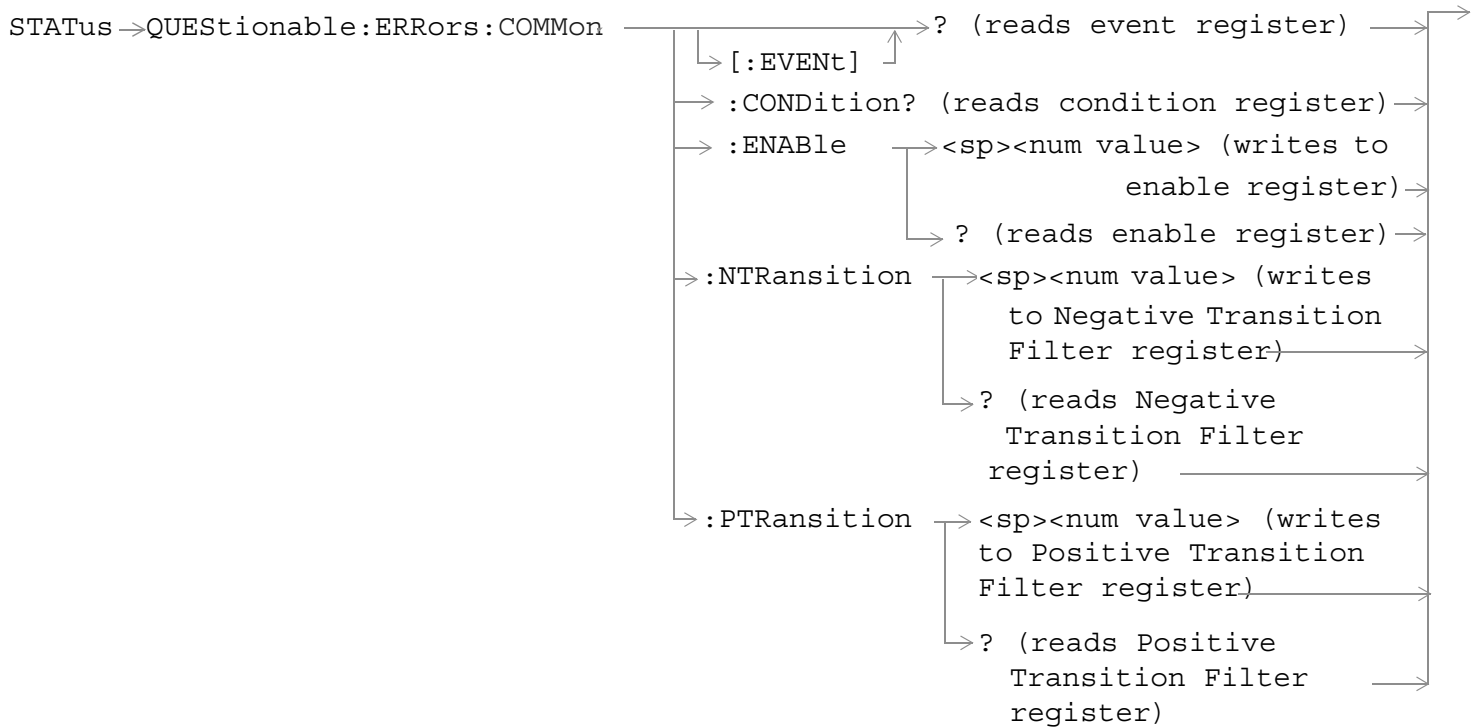 STATus QUEStionable:ERRors:COMMon ? (reads event register)
[:EVENt]
:CONDition? (reads condition register)
:ENABle <sp><num value> (writes to
enable register)
? (reads enable register)
:NTRansition <sp><num value> (writes
to Negative Transition
Filter register)
? (reads Negative
Transition Filter
register)
:PTRansition <sp><num value> (writes
to Positive Transition
Filter register)
? (reads Positive
Transition Filter
register)